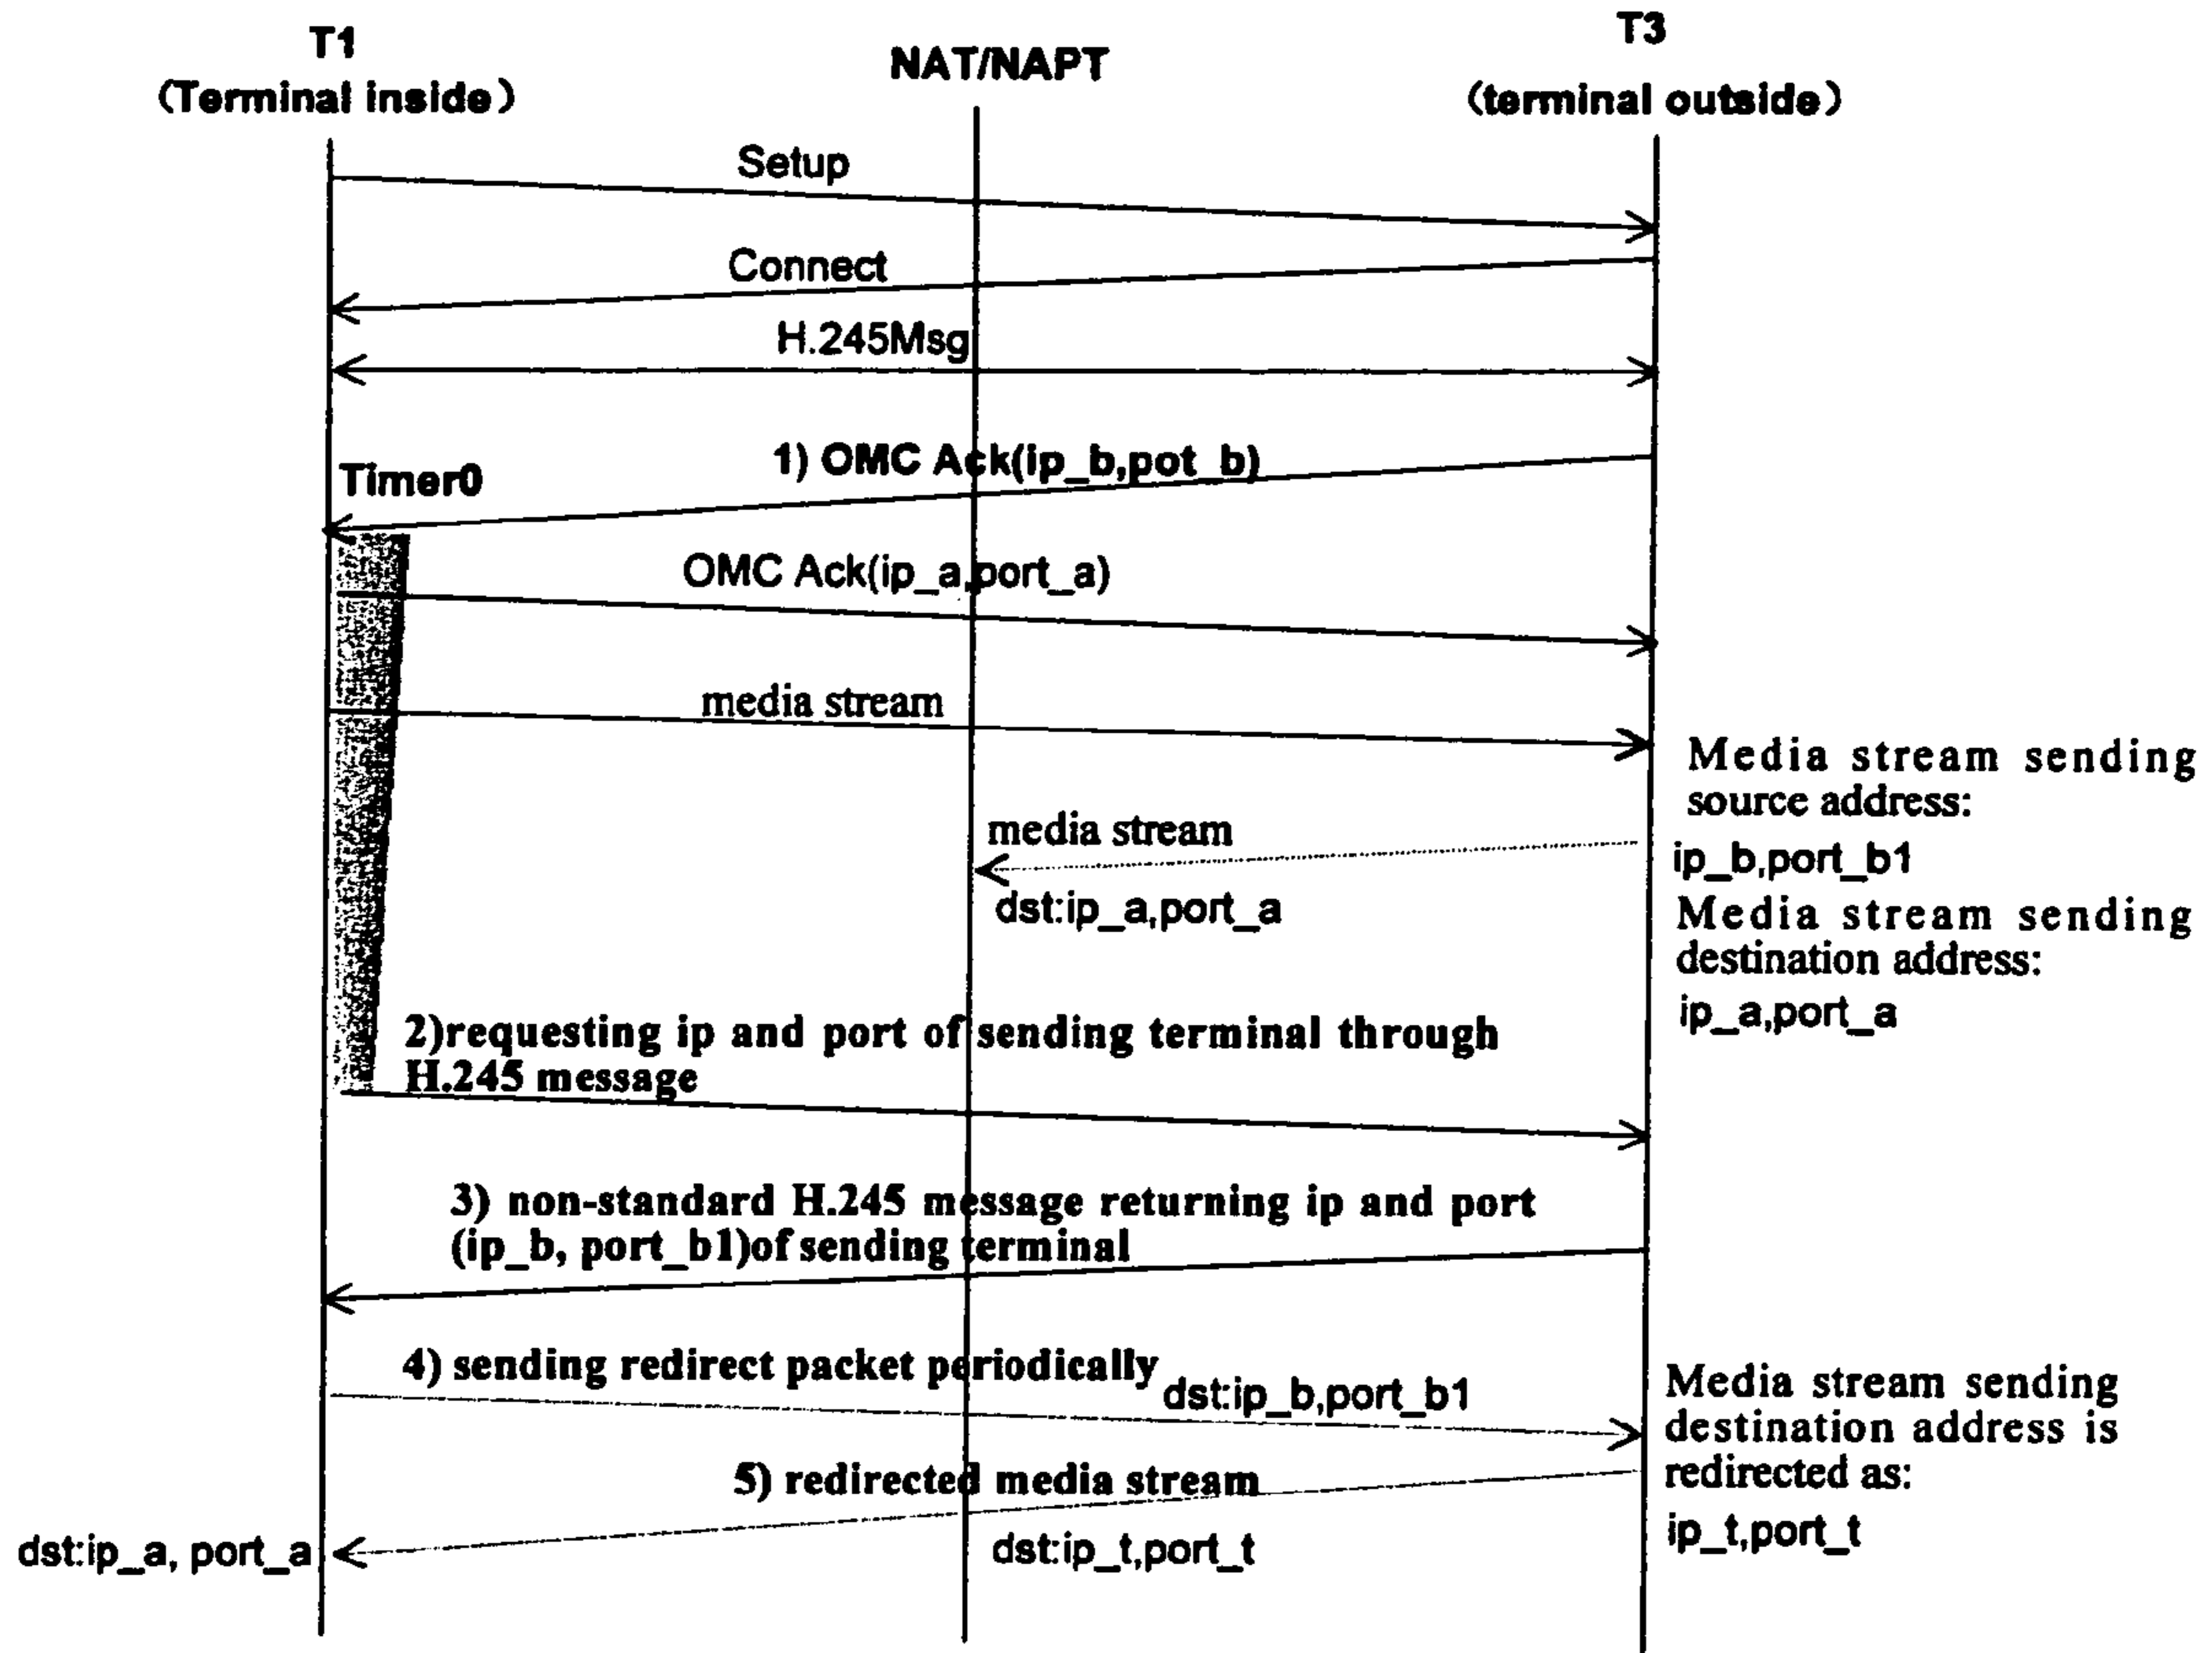 T1
(Terminal inside)
NAT/NAPT
T3
(terminal outside)
Setup
Connect
H.245Msg
1) OMC Ack(ip_b,pot_b)
Timer0
OMC Ack(ip_a,port_a)
media stream
Media stream sending
source address:
ip_b,port_b1
media stream
dst:ip_a,port_a
Media stream sending
destination address:
ip_a,port_a
2)requesting ip and port of sending terminal through
H.245 message
3) non-standard H.245 message returning ip and port
(ip_b, port_b1)of sending terminal
4) sending redirect packet periodically
dst:ip_b,port_b1
Media stream sending
destination address is
redirected as:
ip_t,port_t
5) redirected media stream
dst:ip_a, port_a
dst:ip_t,port_t